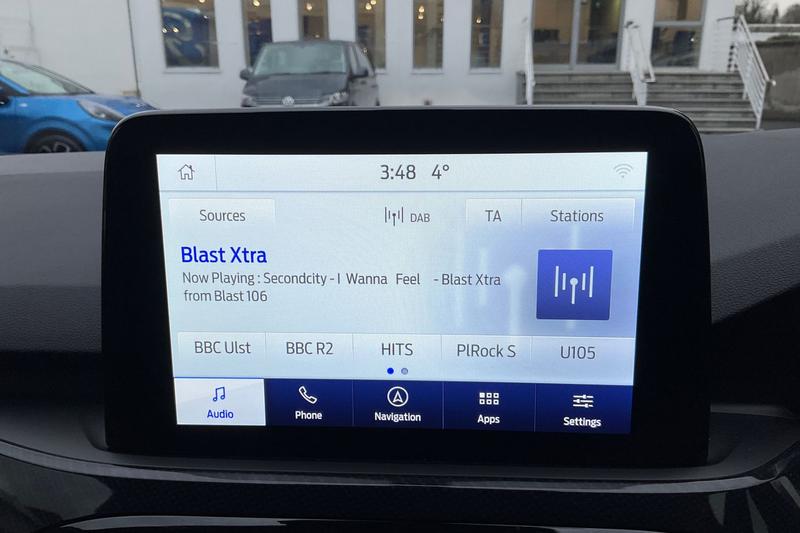 3:48 4°
Sources
DAB
TA
Stations
Blast Xtra
Now Playing : Secondcity - I Wanna Feel - Blast Xtra
from Blast 106
BBC Ulst
BBC R2
HITS
PlRock S
U105
Audio
Phone
Navigation
Apps
Settings